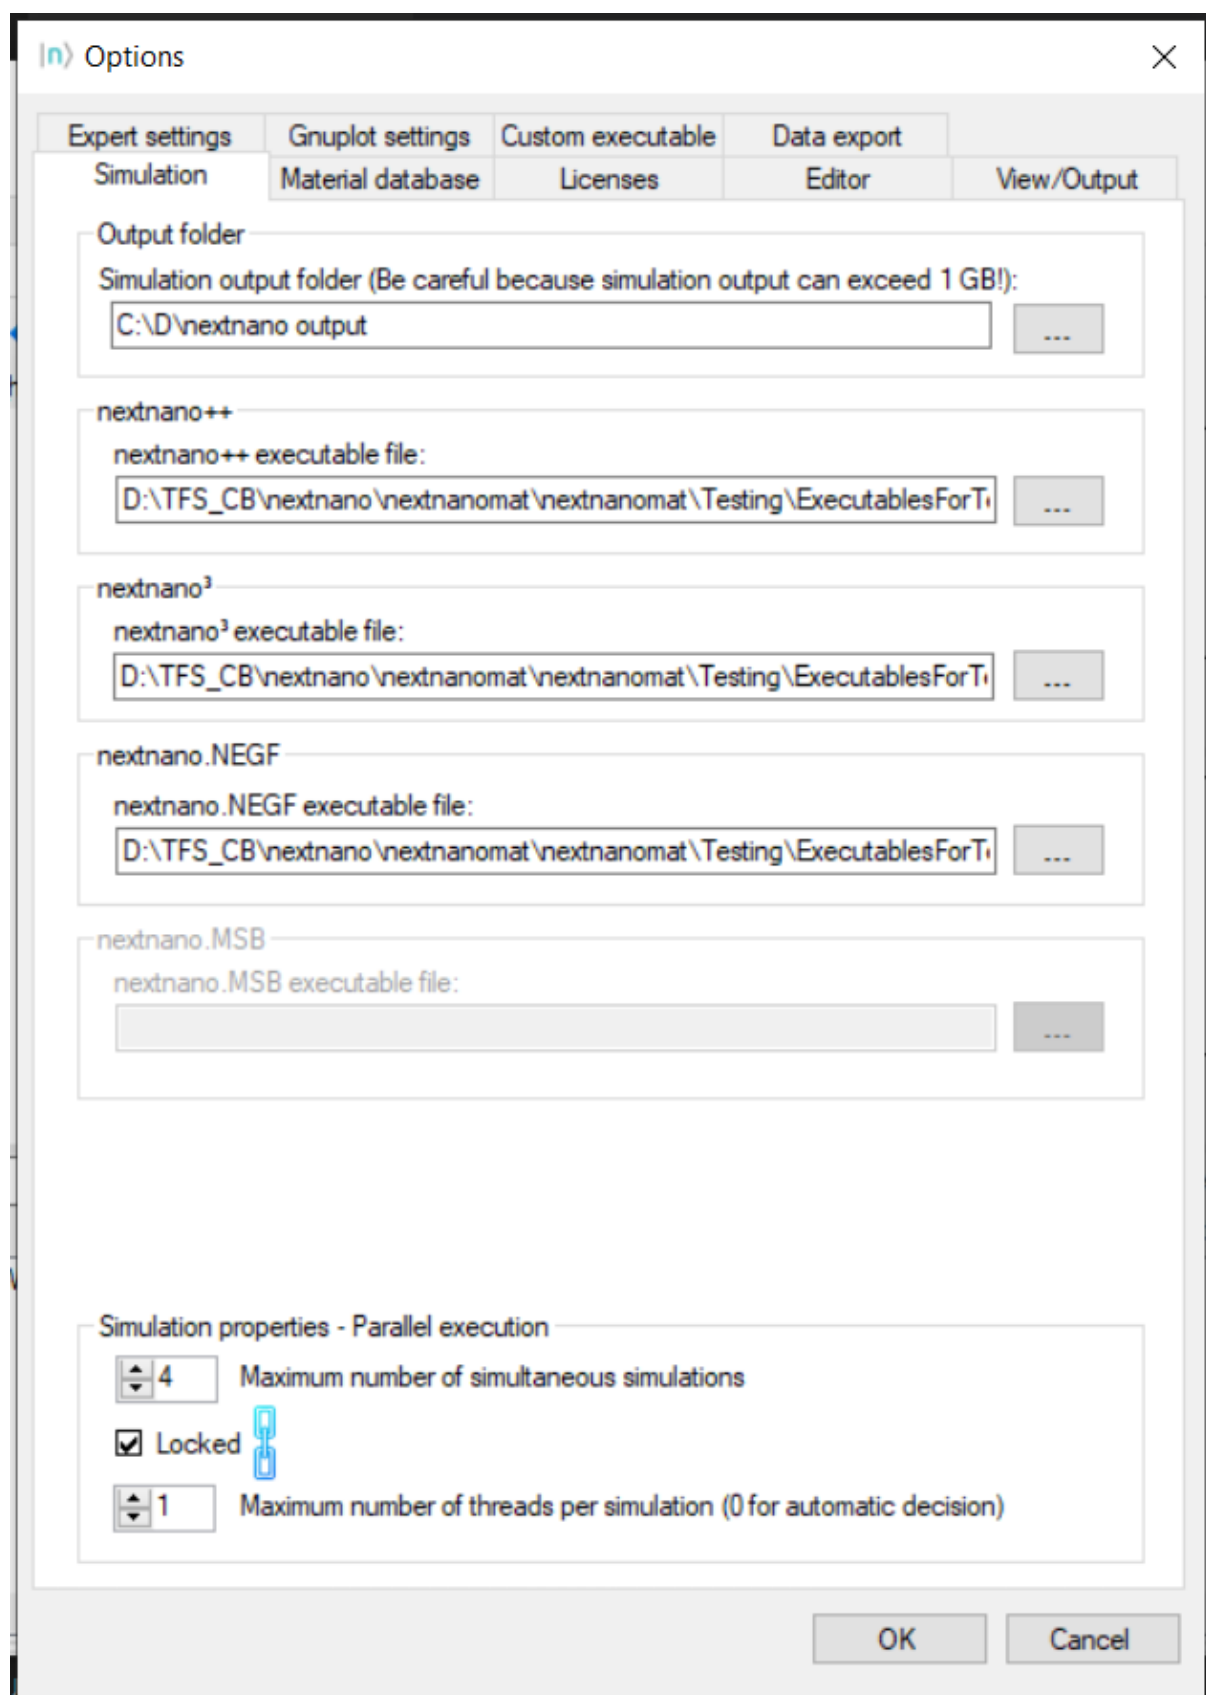 |n⟩ Options
Expert settings Gnuplot settings Custom executable Data export
Simulation Material database Licenses Editor View/Output
Output folder
Simulation output folder (Be careful because simulation output can exceed 1 GB!):
C:\D\nextnano output
...
nextnano++
nextnano++ executable file:
D:\TFS_CB\nextnano\nextnanomat\nextnanomat\Testing\ExecutablesForT
...
nextnano³
nextnano³ executable file:
D:\TFS_CB\nextnano\nextnanomat\nextnanomat\Testing\ExecutablesForT
...
nextnano.NEGF
nextnano.NEGF executable file:
D:\TFS_CB\nextnano\nextnanomat\nextnanomat\Testing\ExecutablesForT
...
nextnano.MSB
nextnano.MSB executable file:
...
Simulation properties - Parallel execution
4 Maximum number of simultaneous simulations
Locked
1 Maximum number of threads per simulation (0 for automatic decision)
OK Cancel